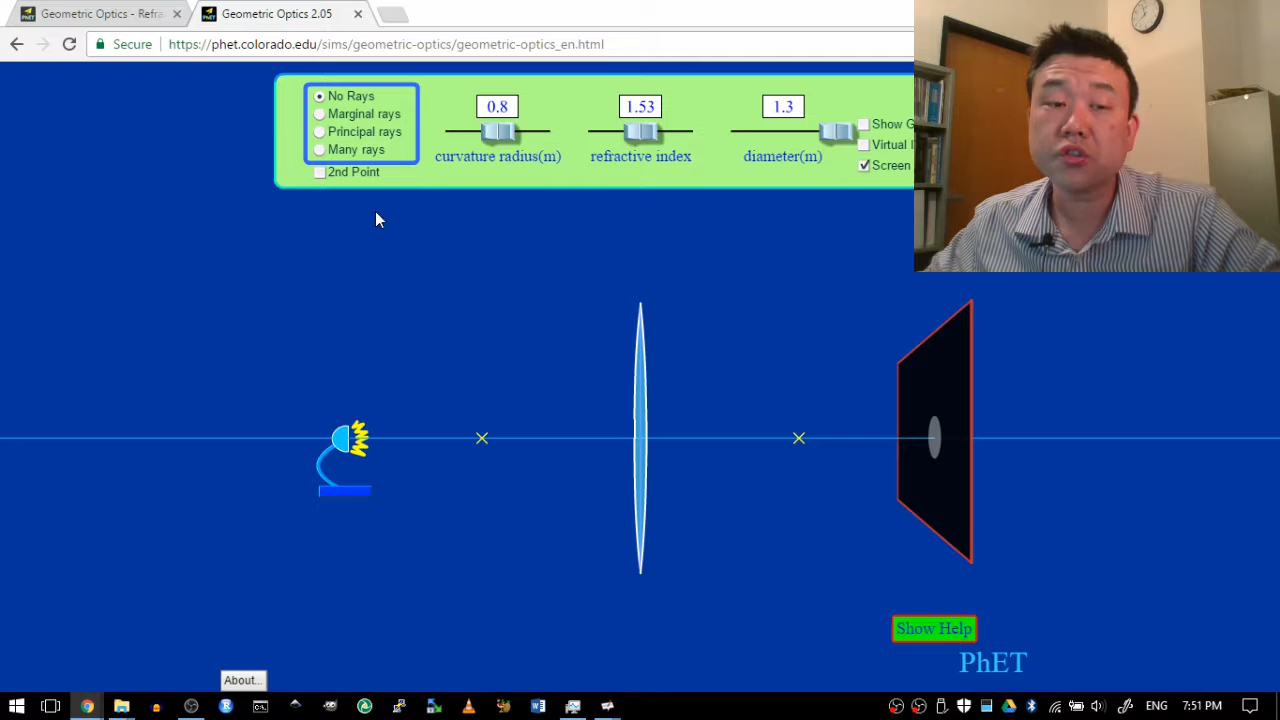 Geometric Optics - Refra
Geometric Optics 2.05
Secure
https://phet.colorado.edu/sims/geometric-optics/geometric-optics_en.html
No Rays
Marginal rays
Principal rays
Many rays
2nd Point
0.8
curvature radius(m)
1.53
refractive index
1.3
diameter(m)
Show G
Virtual I
Screen
Show Help
PhET
About...
ENG
7:51 PM